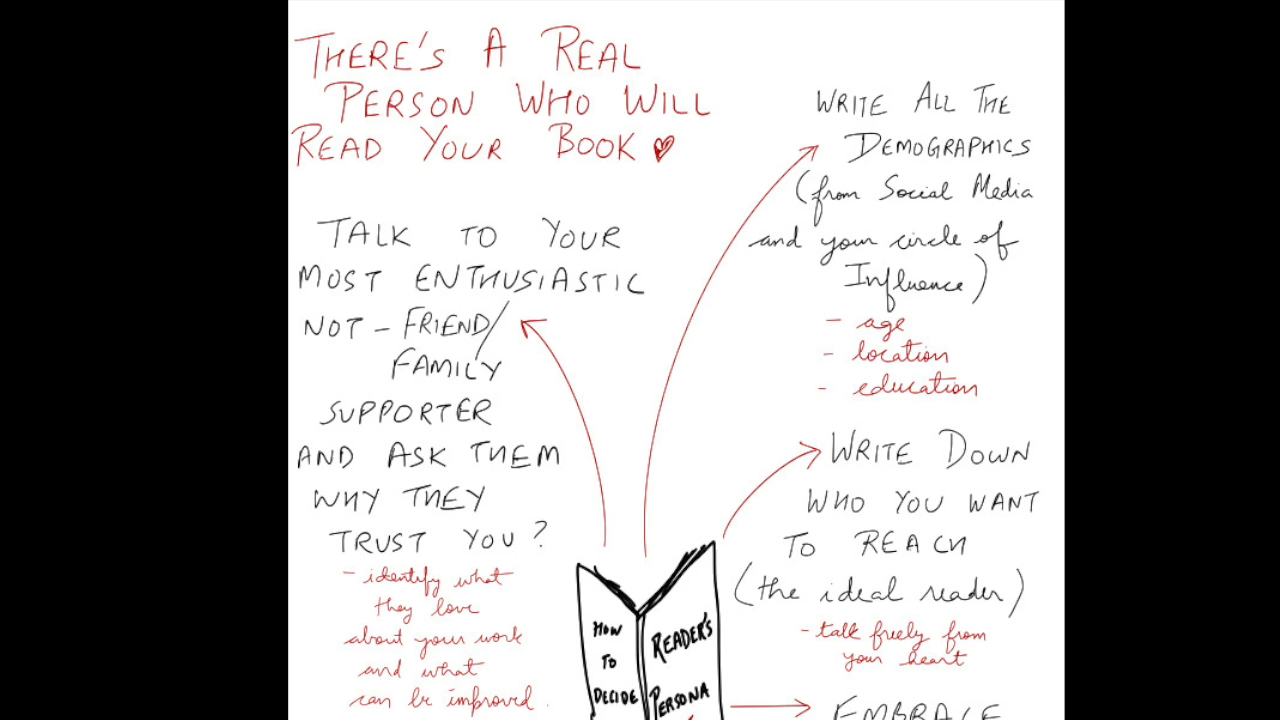 THERE'S A REAL
PERSON WHO WILL
READ YOUR BOOK
TALK TO YOUR
MOST ENTHUSIASTIC
NOT - FRIEND/
FAMILY
SUPPORTER
AND ASK THEM
WHY THEY
TRUST YOU?
- identify what
they love
about your work
and what
can be improved.
WRITE ALL THE
DEMOGRAPHICS
(from Social Media
and your circle of
Influence)
- age
- location
- education
WRITE DOWN
WHO YOU WANT
TO REACH
(the ideal reader)
- talk freely from
your heart
EMBRACE
HOW
TO
DECIDE
READER'S
PERSONA